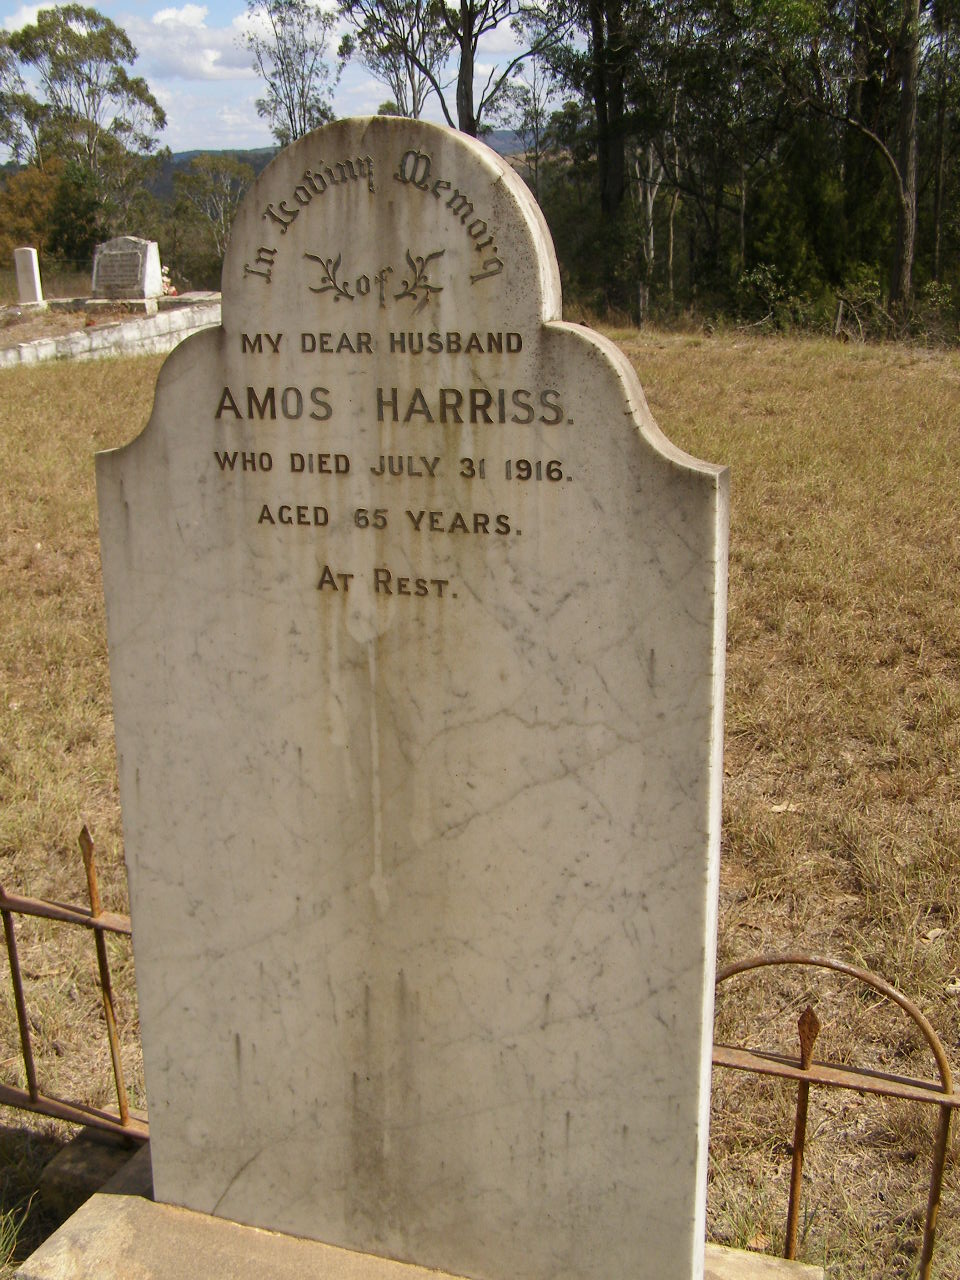 In Loving Memory
of
MY DEAR HUSBAND
AMOS HARRISS.
WHO DIED JULY 31 1916.
AGED 65 YEARS.
AT REST.